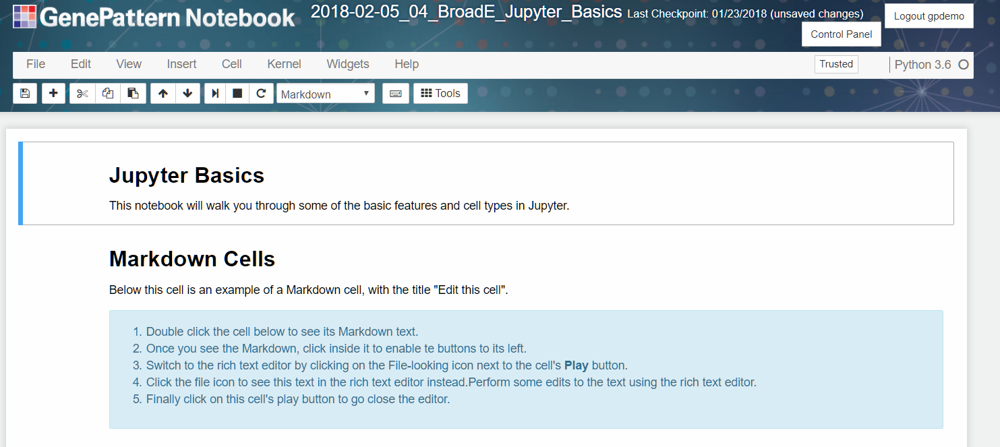 GenePattern Notebook 2018-02-05_04_BroadE_Jupyter_Basics Last Checkpoint: 01/23/2018 (unsaved changes) Logout gpdemo
Control Panel
File Edit View Insert Cell Kernel Widgets Help Trusted Python 3.6
Markdown Tools
Jupyter Basics
This notebook will walk you through some of the basic features and cell types in Jupyter.
Markdown Cells
Below this cell is an example of a Markdown cell, with the title "Edit this cell".
1. Double click the cell below to see its Markdown text.
2. Once you see the Markdown, click inside it to enable te buttons to its left.
3. Switch to the rich text editor by clicking on the File-looking icon next to the cell's Play button.
4. Click the file icon to see this text in the rich text editor instead.Perform some edits to the text using the rich text editor.
5. Finally click on this cell's play button to go close the editor.